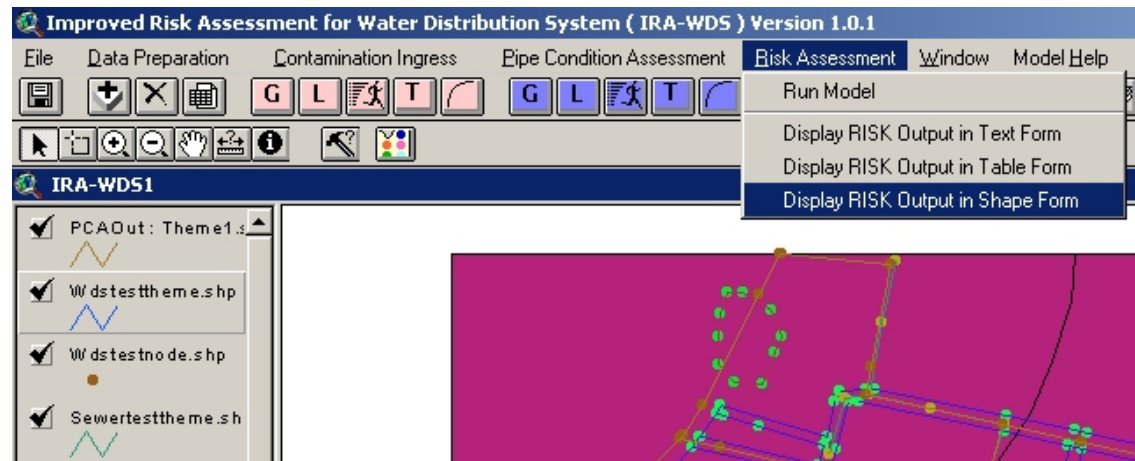 Improved Risk Assessment for Water Distribution System ( IRA-WDS ) Version 1.0.1
File Data Preparation Contamination Ingress Pipe Condition Assessment Risk Assessment Window Model Help
G L T G L T
Run Model
Display RISK Output in Text Form
Display RISK Output in Table Form
Display RISK Output in Shape Form
IRA-WDS1
PCAOut: Theme1.s
Wdstesttheme.shp
Wdstestnode.shp
Sewertesttheme.sh